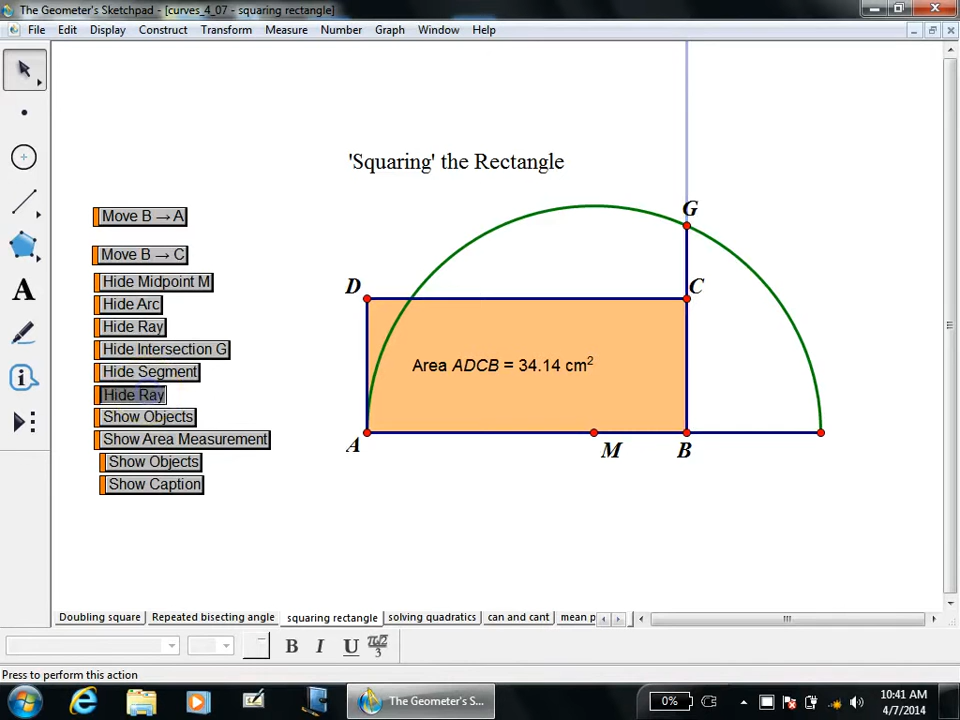 The Geometer's Sketchpad - [curves_4_07 - squaring rectangle]
File Edit Display Construct Transform Measure Number Graph Window Help
'Squaring' the Rectangle
Move B → A
Move B → C
Hide Midpoint M
Hide Arc
Hide Ray
Hide Intersection G
Hide Segment
Hide Ray
Show Objects
Show Area Measurement
Show Objects
Show Caption
G
D
C
Area ADCB = 34.14 cm²
A
M
B
A
Doubling square Repeated bisecting angle squaring rectangle solving quadratics can and cant mean p
B I U
Press to perform this action
The Geometer's S...
0%
10:41 AM
4/7/2014